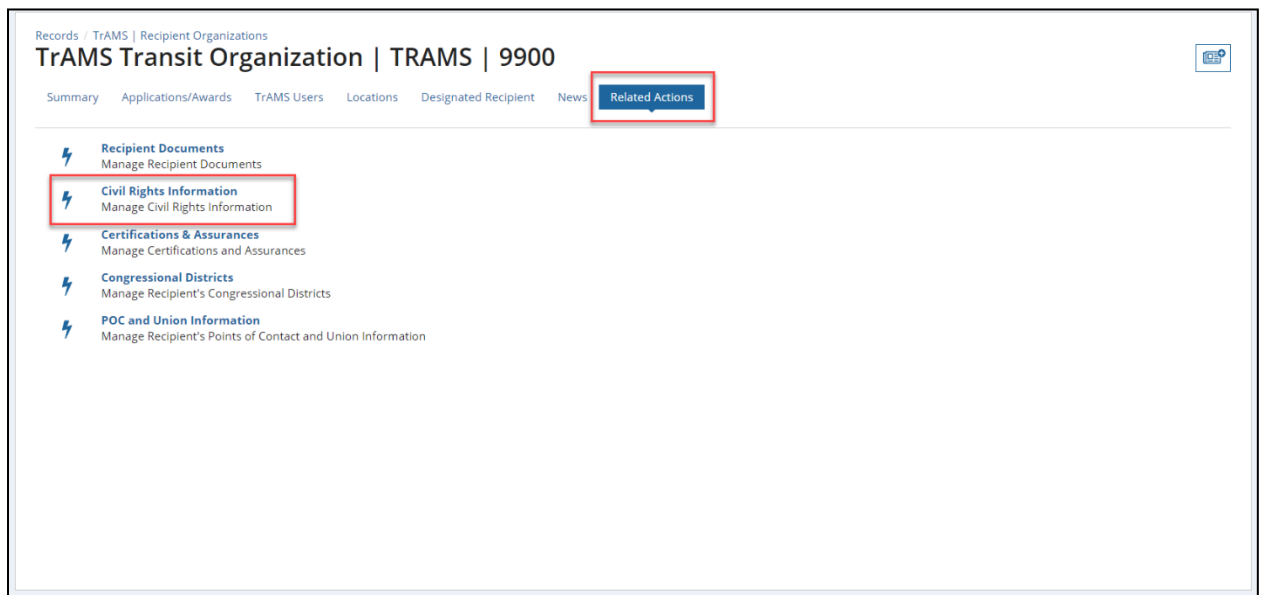 Records / TrAMS | Recipient Organizations
TrAMS Transit Organization | TRAMS | 9900
Summary Applications/Awards TrAMS Users Locations Designated Recipient News Related Actions
Recipient Documents
Manage Recipient Documents
Civil Rights Information
Manage Civil Rights Information
Certifications & Assurances
Manage Certifications and Assurances
Congressional Districts
Manage Recipient's Congressional Districts
POC and Union Information
Manage Recipient's Points of Contact and Union Information